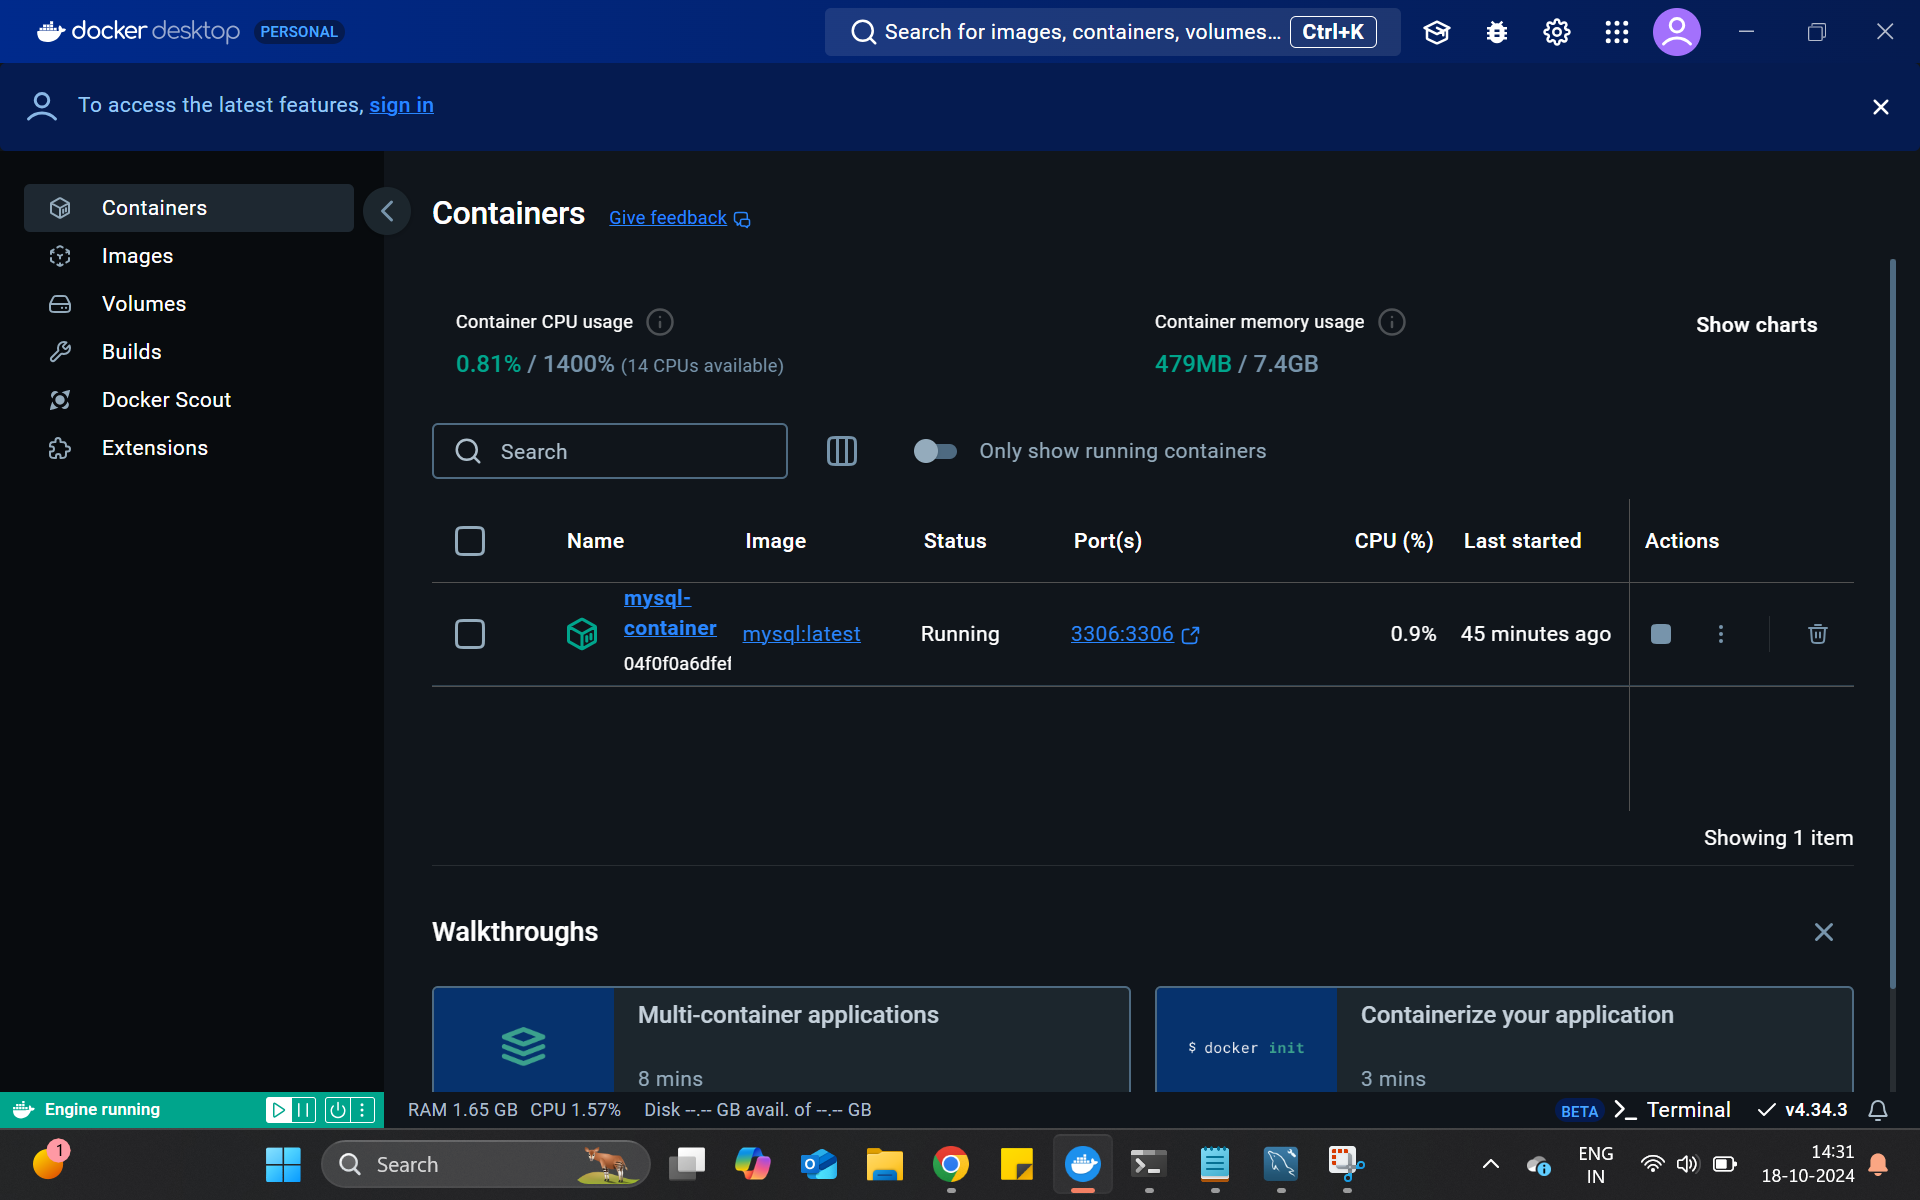 docker desktop PERSONAL
Search for images, containers, volumes... Ctrl+K
To access the latest features, sign in
Containers
Images
Volumes
Builds
Docker Scout
Extensions
Containers Give feedback
Container CPU usage
0.81% / 1400% (14 CPUs available)
Container memory usage
479MB / 7.4GB
Show charts
Search
Only show running containers
Name Image Status Port(s) CPU (%) Last started Actions
mysql-
container
04f0f0a6dfef
mysql:latest Running 3306:3306 0.9% 45 minutes ago
Showing 1 item
Walkthroughs
Multi-container applications
8 mins
$ docker init
Containerize your application
3 mins
Engine running
RAM 1.65 GB CPU 1.57% Disk --.-- GB avail. of --.-- GB
BETA >_ Terminal v4.34.3
1
Search
ENG
IN
14:31
18-10-2024